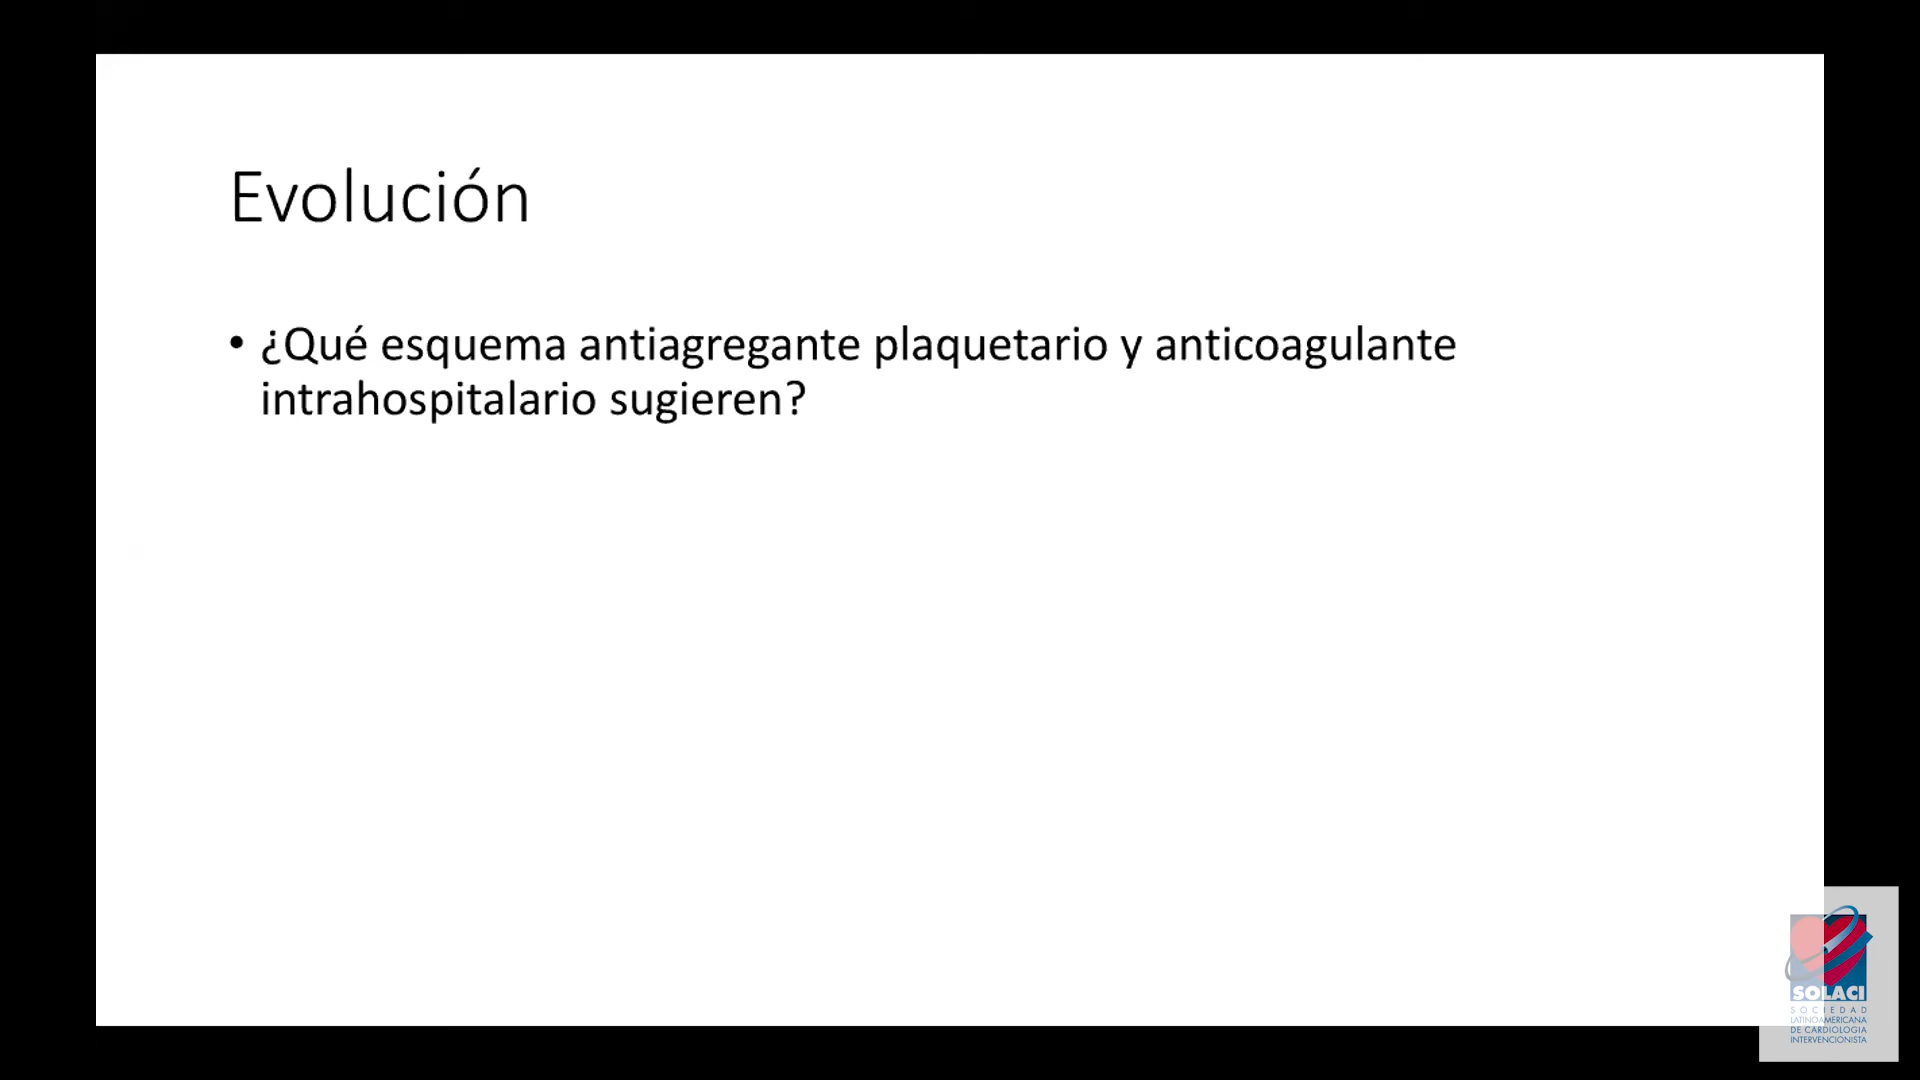 Evolución
• ¿Qué esquema antiagregante plaquetario y anticoagulante
intrahospitalario sugieren?
SOLACI
SOCIEDAD
LATINOAMERICANA
DE CARDIOLOGIA
INTERVENCIONISTA